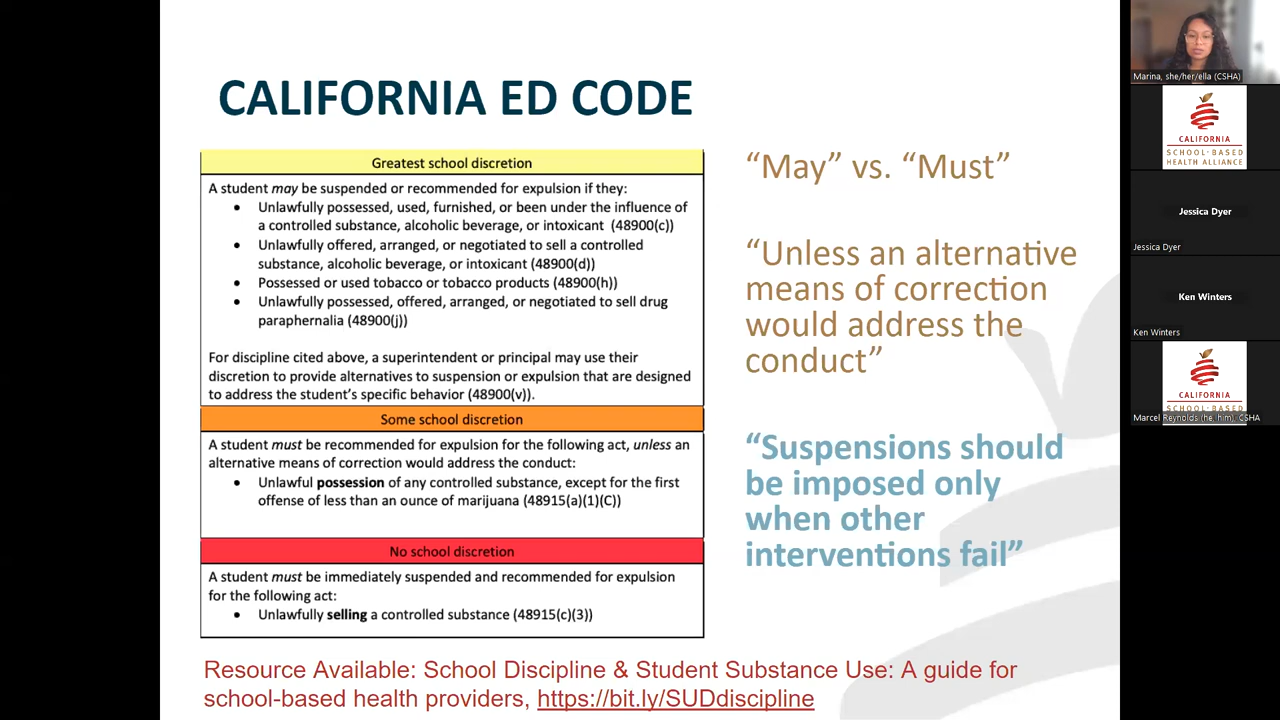 CALIFORNIA ED CODE
Greatest school discretion
A student may be suspended or recommended for expulsion if they:
• Unlawfully possessed, used, furnished, or been under the influence of
a controlled substance, alcoholic beverage, or intoxicant (48900(c))
• Unlawfully offered, arranged, or negotiated to sell a controlled
substance, alcoholic beverage, or intoxicant (48900(d))
• Possessed or used tobacco or tobacco products (48900(h))
• Unlawfully possessed, offered, arranged, or negotiated to sell drug
paraphernalia (48900(j))
For discipline cited above, a superintendent or principal may use their
discretion to provide alternatives to suspension or expulsion that are designed
to address the student’s specific behavior (48900(v)).
Some school discretion
A student must be recommended for expulsion for the following act, unless an
alternative means of correction would address the conduct:
• Unlawful possession of any controlled substance, except for the first
offense of less than an ounce of marijuana (48915(a)(1)(C))
No school discretion
A student must be immediately suspended and recommended for expulsion
for the following act:
• Unlawfully selling a controlled substance (48915(c)(3))
“May” vs. “Must”
“Unless an alternative
means of correction
would address the
conduct”
“Suspensions should
be imposed only
when other
interventions fail”
Resource Available: School Discipline & Student Substance Use: A guide for
school-based health providers, https://bit.ly/SUDdiscipline
Marina, she/her/ella (CSHA)
CALIFORNIA
SCHOOL-BASED
HEALTH ALLIANCE
Jessica Dyer
Jessica Dyer
Ken Winters
Ken Winters
CALIFORNIA
SCHOOL-BASED
Marcel Reynolds (he, him), CSHA